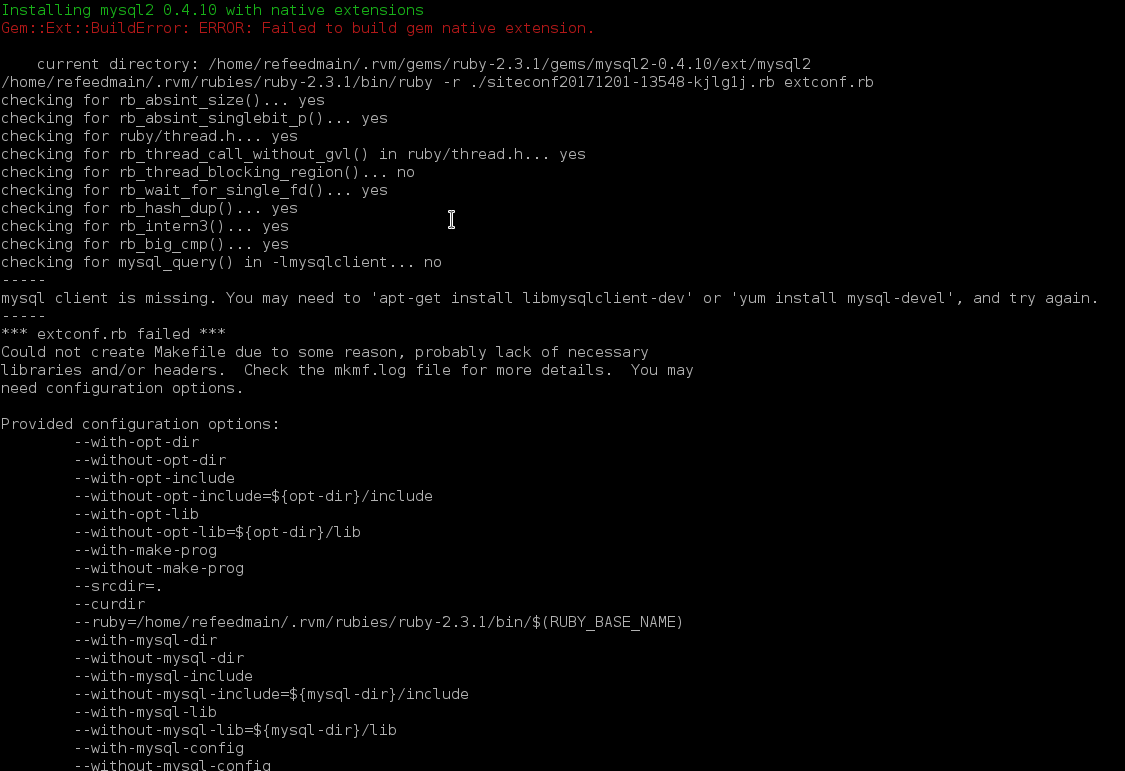 Installing mysql2 0.4.10 with native extensions
Gem::Ext::BuildError: ERROR: Failed to build gem native extension.
current directory: /home/refeedmain/.rvm/gems/ruby-2.3.1/gems/mysql2-0.4.10/ext/mysql2
/home/refeedmain/.rvm/rubies/ruby-2.3.1/bin/ruby -r ./siteconf20171201-13548-kjlg1j.rb extconf.rb
checking for rb_absint_size()... yes
checking for rb_absint_singlebit_p()... yes
checking for ruby/thread.h... yes
checking for rb_thread_call_without_gvl() in ruby/thread.h... yes
checking for rb_thread_blocking_region()... no
checking for rb_wait_for_single_fd()... yes
checking for rb_hash_dup()... yes
checking for rb_intern3()... yes
checking for rb_big_cmp()... yes
checking for mysql_query() in -lmysqlclient... no
-----
mysql client is missing. You may need to 'apt-get install libmysqlclient-dev' or 'yum install mysql-devel', and try again.
-----
*** extconf.rb failed ***
Could not create Makefile due to some reason, probably lack of necessary
libraries and/or headers.  Check the mkmf.log file for more details.  You may
need configuration options.
Provided configuration options:
--with-opt-dir
--without-opt-dir
--with-opt-include
--without-opt-include=${opt-dir}/include
--with-opt-lib
--without-opt-lib=${opt-dir}/lib
--with-make-prog
--without-make-prog
--srcdir=.
--curdir
--ruby=/home/refeedmain/.rvm/rubies/ruby-2.3.1/bin/$(RUBY_BASE_NAME)
--with-mysql-dir
--without-mysql-dir
--with-mysql-include
--without-mysql-include=${mysql-dir}/include
--with-mysql-lib
--without-mysql-lib=${mysql-dir}/lib
--with-mysql-config
--without-mysql-config